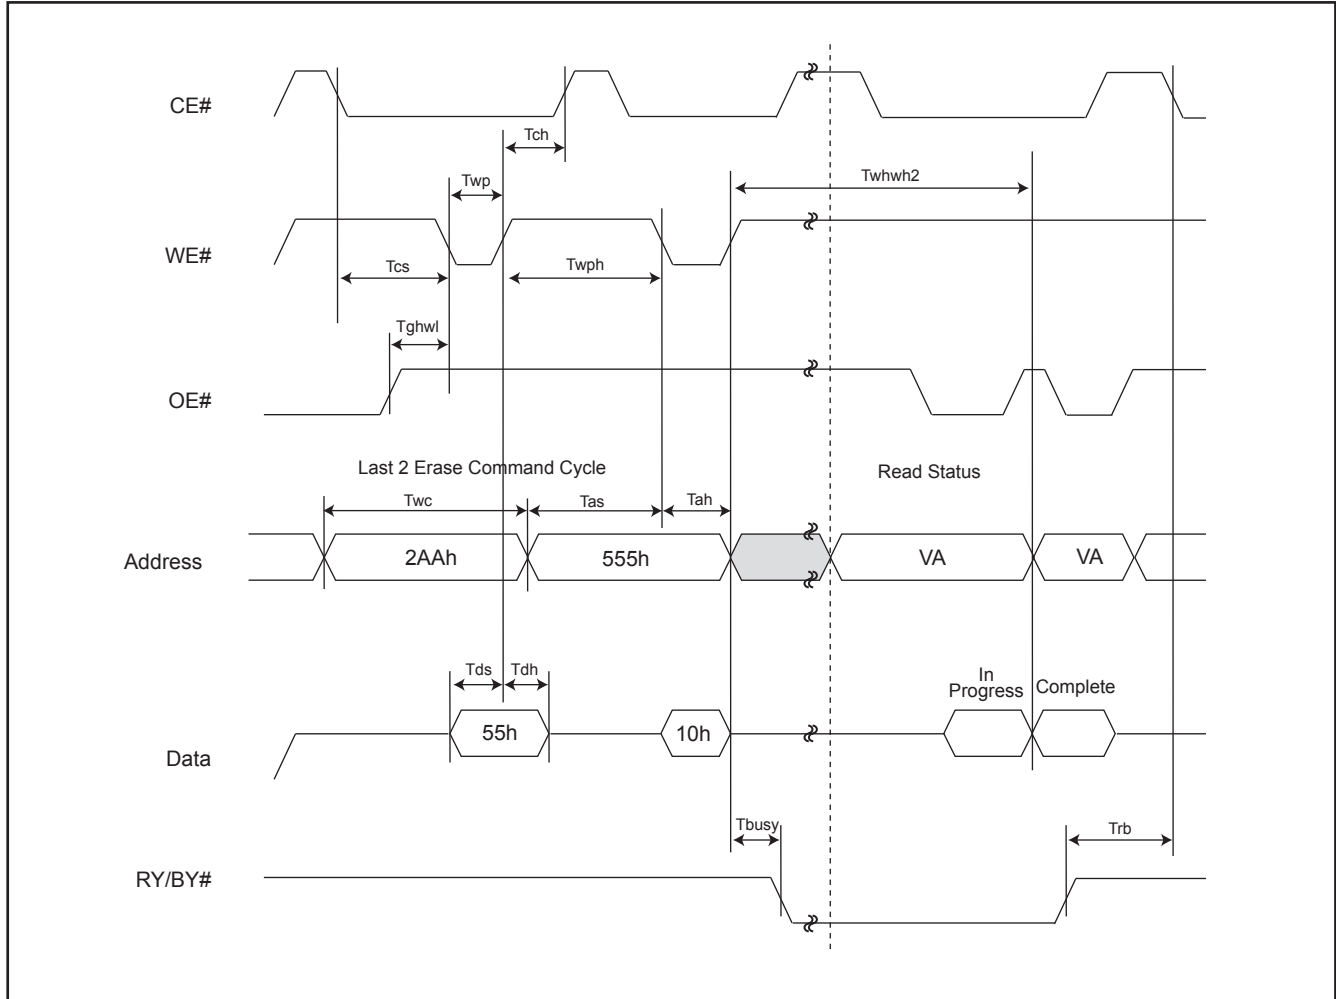 CE#
Tch
Twp
Twhwh2
WE#
Tcs
Twph
Tghwl
OE#
Last 2 Erase Command Cycle
Read Status
Twc
Tas
Tah
Address
2AAh
555h
VA
VA
Tds
Tdh
In
Progress
Complete
55h
10h
Data
Tbusy
Trb
RY/BY#